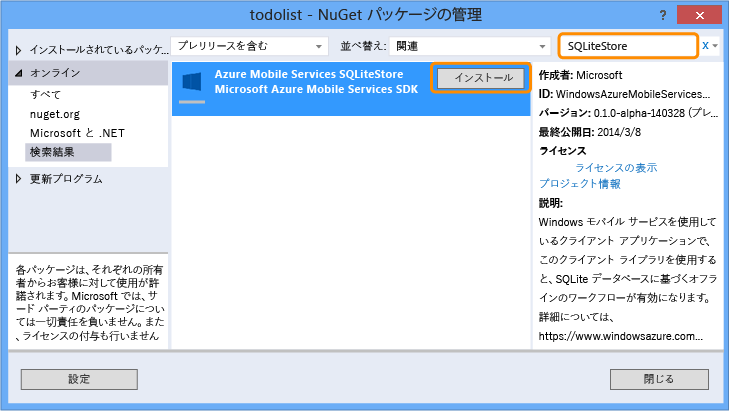 todolist - NuGet パッケージの管理
? ×
インストールされているパッケ...
オンライン
すべて
nuget.org
Microsoft と .NET
検索結果
更新プログラム
各パッケージは、それぞれの所有
者からお客様に対して使用が許
諾されます。Microsoft では、サ
ード パーティのパッケージについ
ては一切責任を負いません。また
、ライセンスの付与も行いません
プレリリースを含む
並べ替え: 関連
SQLiteStore
x
Azure Mobile Services SQLiteStore
Microsoft Azure Mobile Services SDK
インストール
作成者: Microsoft
ID: WindowsAzureMobileServices...
バージョン: 0.1.0-alpha-140328 (プレ...
最終公開日: 2014/3/8
ライセンス
ライセンスの表示
プロジェクト情報
説明:
Windows モバイル サービスを使用して
いるクライアント アプリケーションで、
このクライアント ライブラリを使用する
と、SQLite データベースに基づくオフラ
インのワークフローが有効になります。
詳細については、
https://www.windowsazure.com...
設定
閉じる